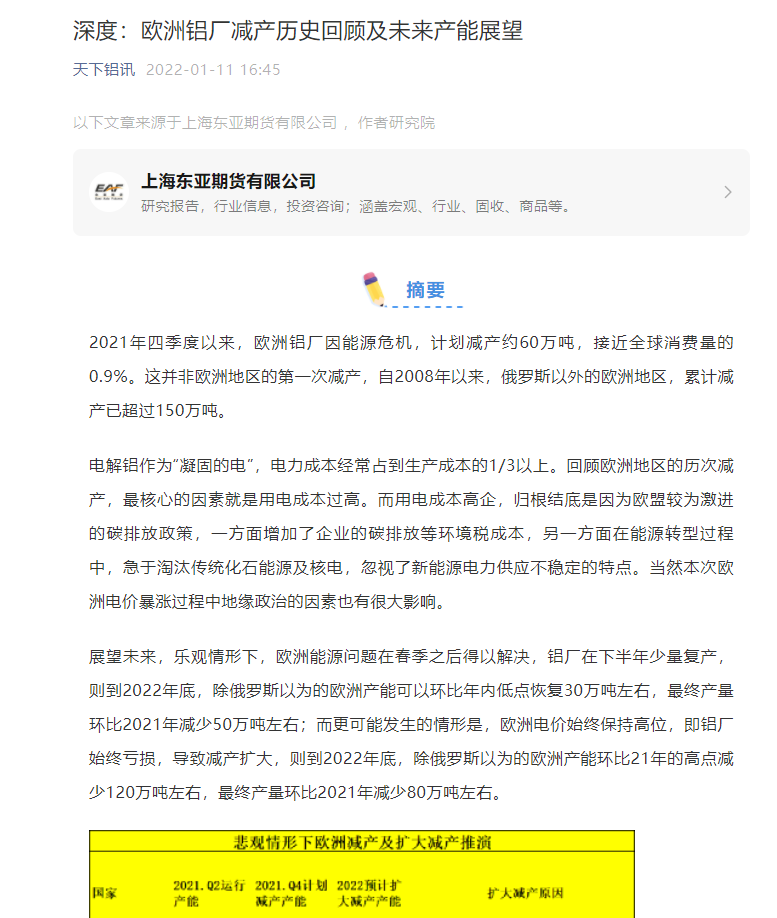 深度：欧洲铝厂减产历史回顾及未来产能展望
天下铝讯 2022-01-11 16:45
以下文章来源于上海东亚期货有限公司 ，作者研究院
EAF
上海东亚期货有限公司
研究报告，行业信息，投资咨询；涵盖宏观、行业、固收、商品等。
摘要
2021年四季度以来，欧洲铝厂因能源危机，计划减产约60万吨，接近全球消费量的
0.9%。这并非欧洲地区的第一次减产，自2008年以来，俄罗斯以外的欧洲地区，累计减
产已超过150万吨。
电解铝作为“凝固的电”，电力成本经常占到生产成本的1/3以上。回顾欧洲地区的历次减
产，最核心的因素就是用电成本过高。而用电成本高企，归根结底是因为欧盟较为激进
的碳排放政策，一方面增加了企业的碳排放等环境税成本，另一方面在能源转型过程
中，急于淘汰传统化石能源及核电，忽视了新能源电力供应不稳定的特点。当然本次欧
洲电价暴涨过程中地缘政治的因素也有很大影响。
展望未来，乐观情形下，欧洲能源问题在春季之后得以解决，铝厂在下半年少量复产，
则到2022年底，除俄罗斯以为的欧洲产能可以环比年内低点恢复30万吨左右，最终产量
环比2021年减少50万吨左右；而更可能发生的情形是，欧洲电价始终保持高位，即铝厂
始终亏损，导致减产扩大，则到2022年底，除俄罗斯以为的欧洲产能环比21年的高点减
少120万吨左右，最终产量环比2021年减少80万吨左右。
悲观情形下欧洲减产及扩大减产推演
国家 2021.Q2运行 2021.Q4计划 2022预计扩 扩大减产原因
产能 减产产能 大减产产能